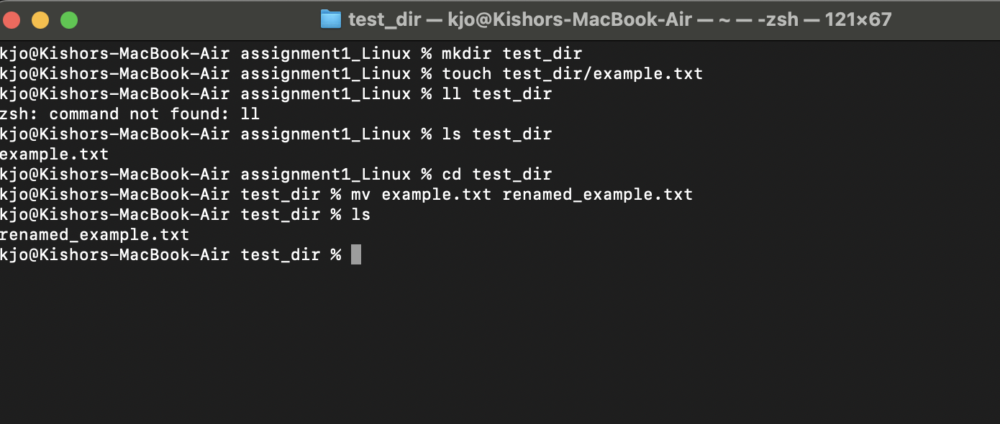 test_dir — kjo@Kishors-MacBook-Air — ~ — -zsh — 121×67
kjo@Kishors-MacBook-Air assignment1_Linux % mkdir test_dir
kjo@Kishors-MacBook-Air assignment1_Linux % touch test_dir/example.txt
kjo@Kishors-MacBook-Air assignment1_Linux % ll test_dir
zsh: command not found: ll
kjo@Kishors-MacBook-Air assignment1_Linux % ls test_dir
example.txt
kjo@Kishors-MacBook-Air assignment1_Linux % cd test_dir
kjo@Kishors-MacBook-Air test_dir % mv example.txt renamed_example.txt
kjo@Kishors-MacBook-Air test_dir % ls
renamed_example.txt
kjo@Kishors-MacBook-Air test_dir %